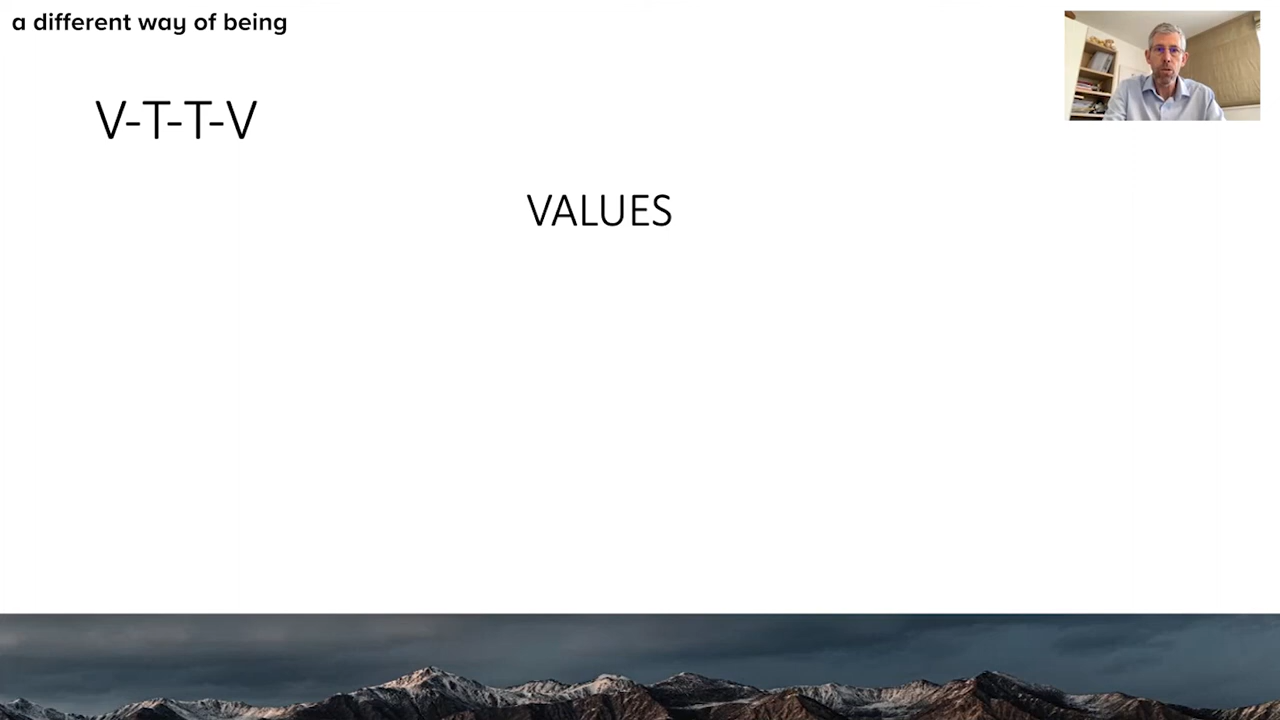 a different way of being
V-T-T-V
VALUES